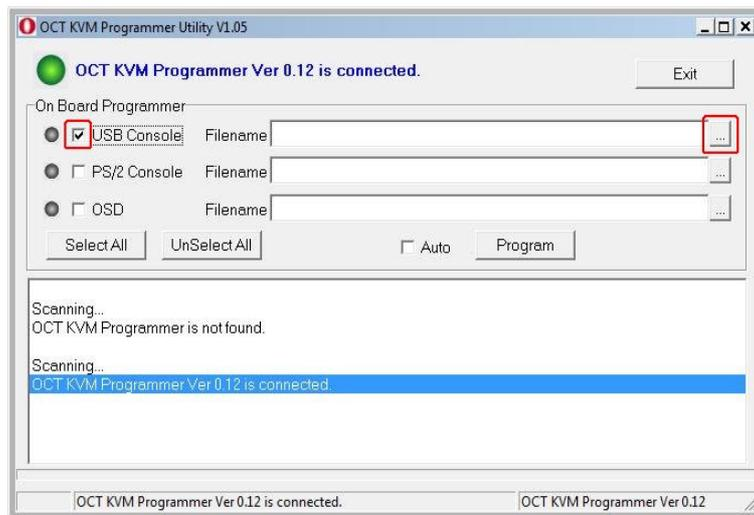 OCT KVM Programmer Utility V1.05
OCT KVM Programmer Ver 0.12 is connected.
Exit
On Board Programmer
USB Console Filename ...
PS/2 Console Filename ...
OSD Filename ...
Select All UnSelect All Auto Program
Scanning...
OCT KVM Programmer is not found.
Scanning...
OCT KVM Programmer Ver 0.12 is connected.
OCT KVM Programmer Ver 0.12 is connected. OCT KVM Programmer Ver 0.12